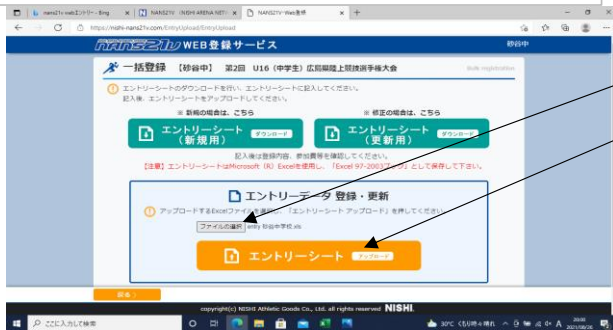 nans21v web エントリー - Bing
NANS21V (NISHI ARENA NET)
NANS21V-Web登録
https://nishi-nans21v.com/EntryUpload/EntryUpload
NANS21V WEB登録サービス
砂谷中
一括登録 【砂谷中】 第2回 U16（中学生）広島県陸上競技選手権大会
Bulk registration
エントリーシートのダウンロードを行い、エントリーシートに記入してください。
記入後、エントリーシートをアップロードしてください。
※ 新規の場合は、こちら
※ 修正の場合は、こちら
エントリーシート
（新規用）
ダウンロード
エントリーシート
（更新用）
ダウンロード
記入後は登録内容、参加費等を確認してください。
【注意】エントリーシートはMicrosoft（R）Excelを使用し、「Excel 97-2003ブック」として保存して下さい。
エントリーデータ 登録・更新
アップロードするExcelファイルを選択し、「エントリーシート アップロード」を押してください。
ファイルの選択 entry 砂谷中学校.xls
エントリーシート アップロード
戻る
copyright(c) NISHI Athletic Goods Co., Ltd. all rights reserved NISHI.
ここに入力して検索
30°C くもり時々晴れ
20:00
2021/08/26